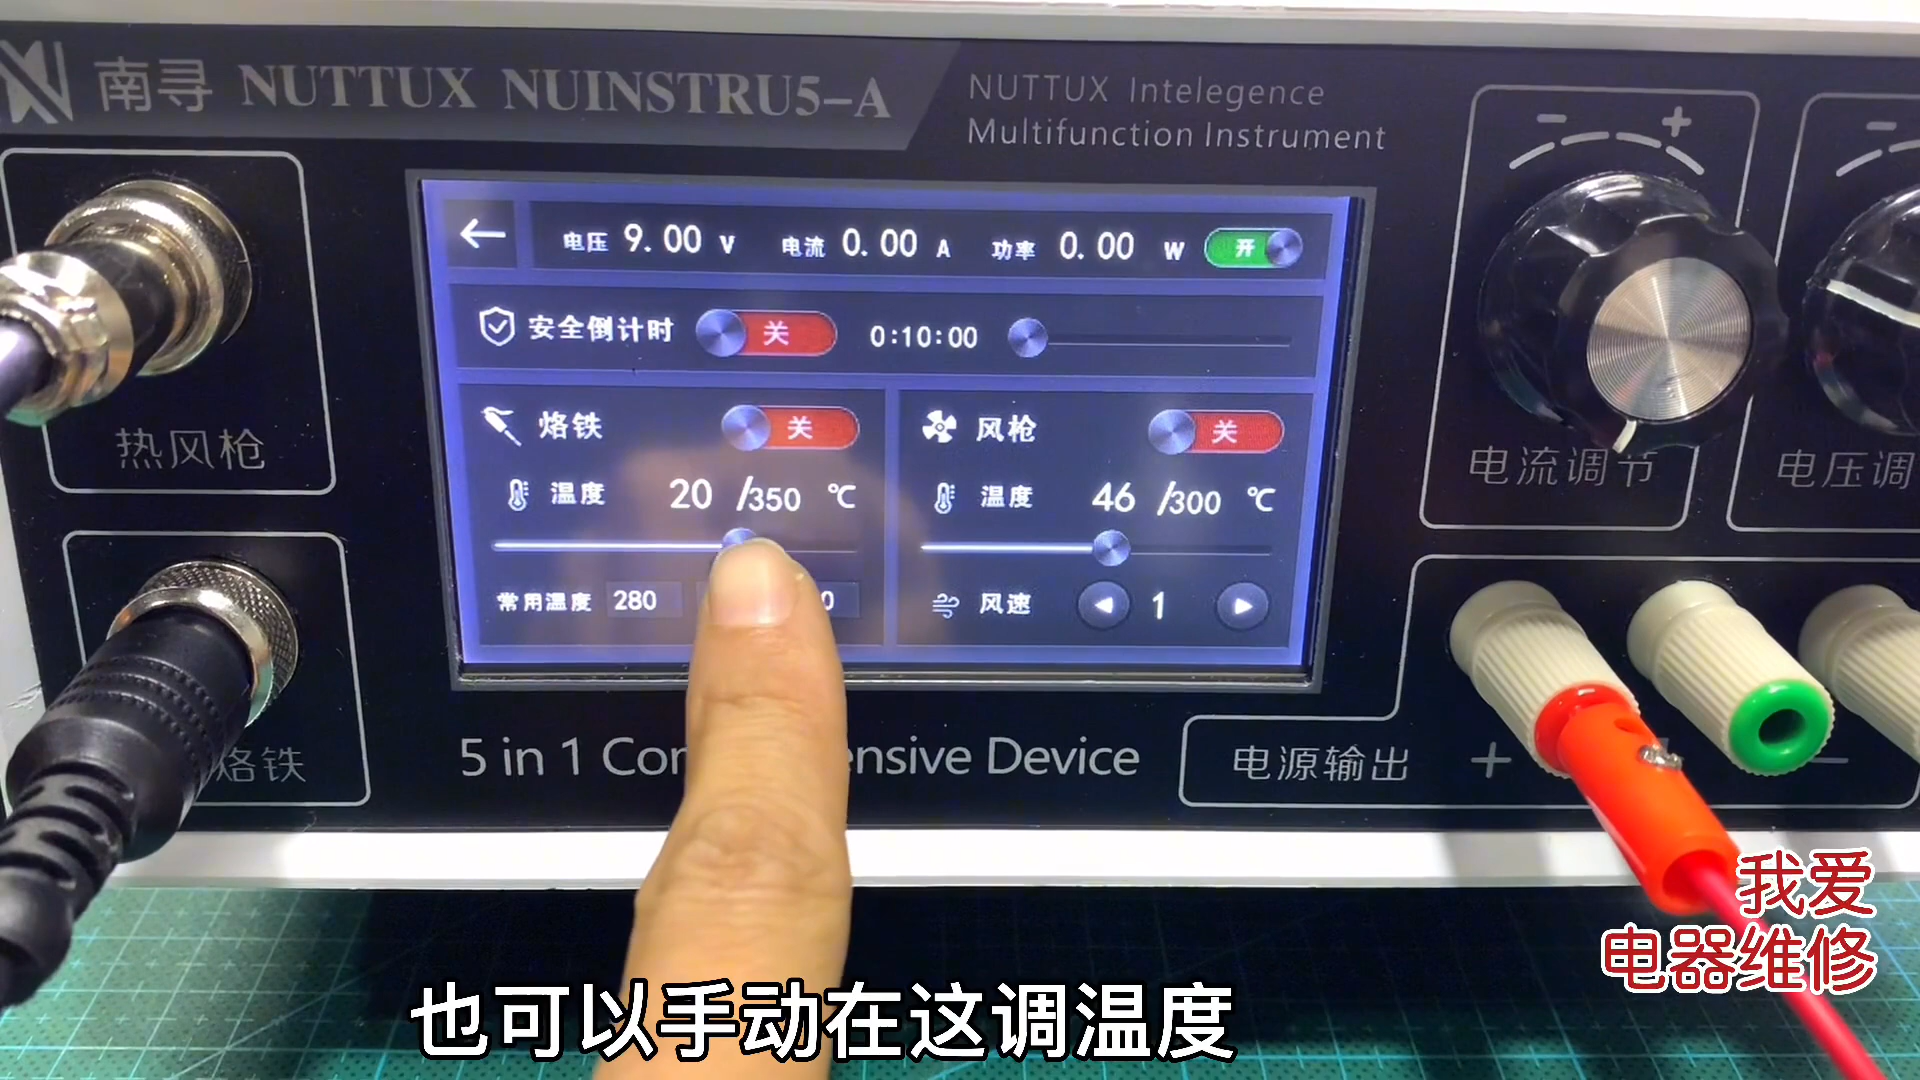 南寻 NUTTUX NUINSTRU5-A
NUTTUX Intelegence
Multifunction Instrument
电压 9.00 V 电流 0.00 A 功率 0.00 W 开
安全倒计时 关 0:10:00
烙铁 关
温度 20 /350 ℃
常用温度 280
风枪 关
温度 46 /300 ℃
风速 1
热风枪
烙铁
5 in 1 Device
- +
电流调节
-
电压调
电源输出 + -
我爱
电器维修
也可以手动在这调温度